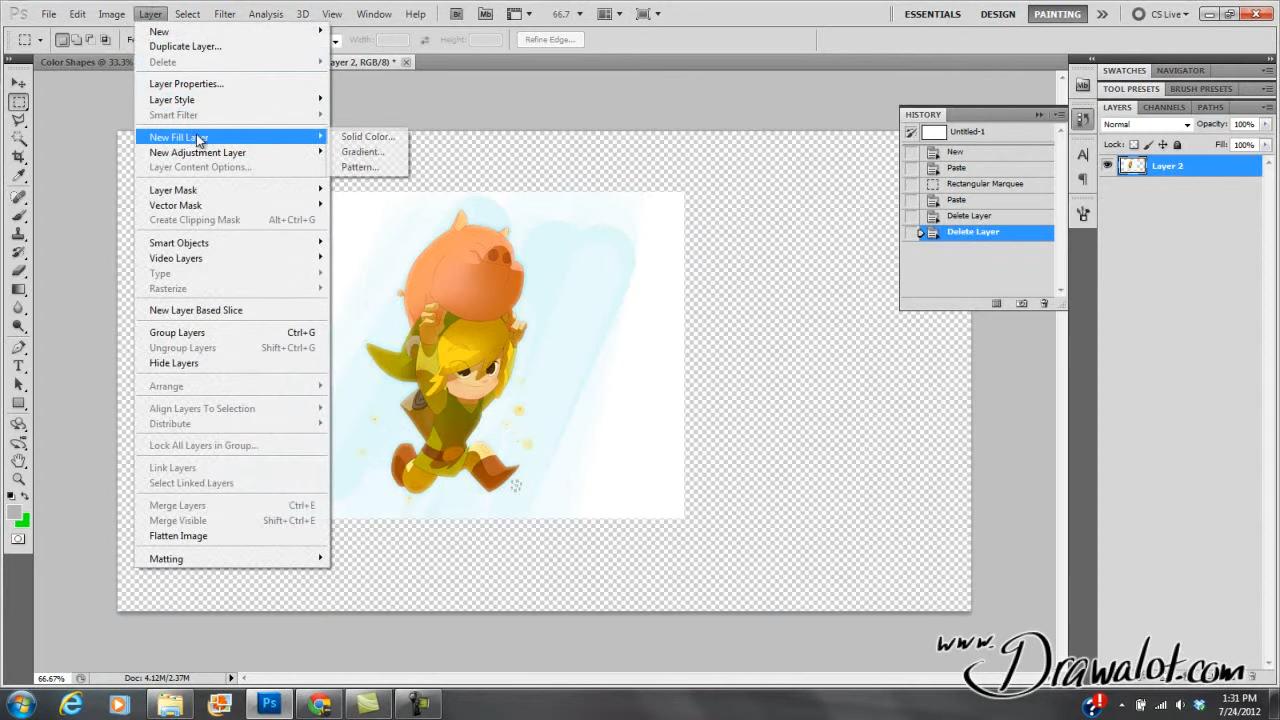 File Edit Image Layer Select Filter Analysis 3D View Window Help Br Mb 66.7 ESSENTIALS DESIGN PAINTING CS Live
Width: Height: Refine Edge...
Color Shapes @ 33.3% ayer 2, RGB/8) *
New
Duplicate Layer...
Delete
Layer Properties...
Layer Style
Smart Filter
New Fill Layer
New Adjustment Layer
Layer Content Options...
Solid Color...
Gradient...
Pattern...
Layer Mask
Vector Mask
Create Clipping Mask Alt+Ctrl+G
Smart Objects
Video Layers
Type
Rasterize
New Layer Based Slice
Group Layers Ctrl+G
Ungroup Layers Shift+Ctrl+G
Hide Layers
Arrange
Align Layers To Selection
Distribute
Lock All Layers in Group...
Link Layers
Select Linked Layers
Merge Layers Ctrl+E
Merge Visible Shift+Ctrl+E
Flatten Image
Matting
HISTORY
Untitled-1
New
Paste
Rectangular Marquee
Paste
Delete Layer
Delete Layer
SWATCHES NAVIGATOR
TOOL PRESETS BRUSH PRESETS
LAYERS CHANNELS PATHS
Normal Opacity: 100%
Lock: Fill: 100%
Layer 2
66.67% Doc: 4.12M/2.37M
www.
Drawalot.com
Ps
1:31 PM
7/24/2012